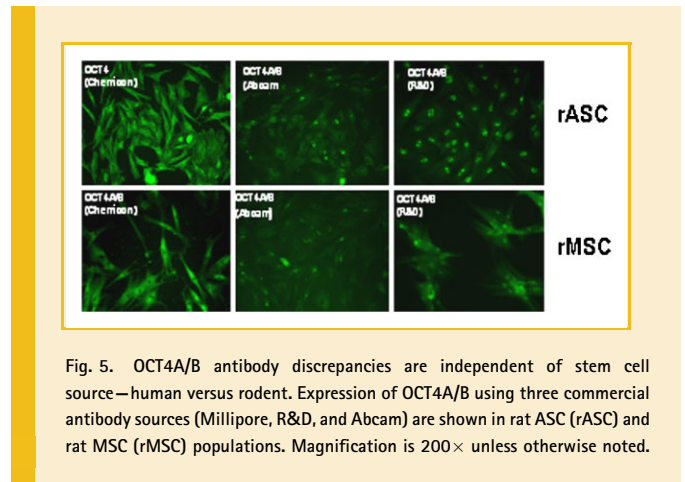 OCT4
(Chemicon)
OCT4A/B
(Abcam
OCT4A/B
(R&D)
rASC
OCT4A/B
(Chemicon)
OCT4A/B
(Abcam)
OCT4A/B
(R&D)
rMSC
Fig. 5. OCT4A/B antibody discrepancies are independent of stem cell
source—human versus rodent. Expression of OCT4A/B using three commercial
antibody sources (Millipore, R&D, and Abcam) are shown in rat ASC (rASC) and
rat MSC (rMSC) populations. Magnification is 200× unless otherwise noted.